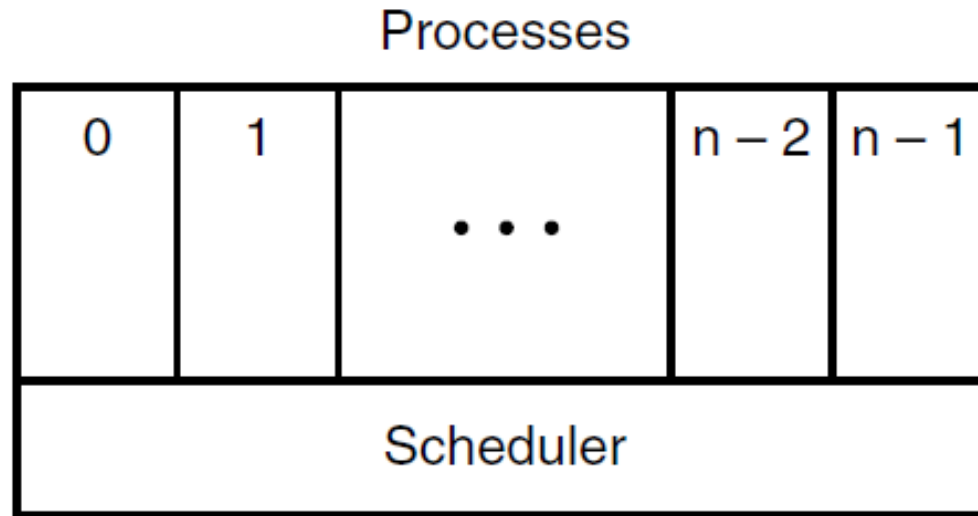 Processes
0 1 • • • n – 2 n – 1
Scheduler